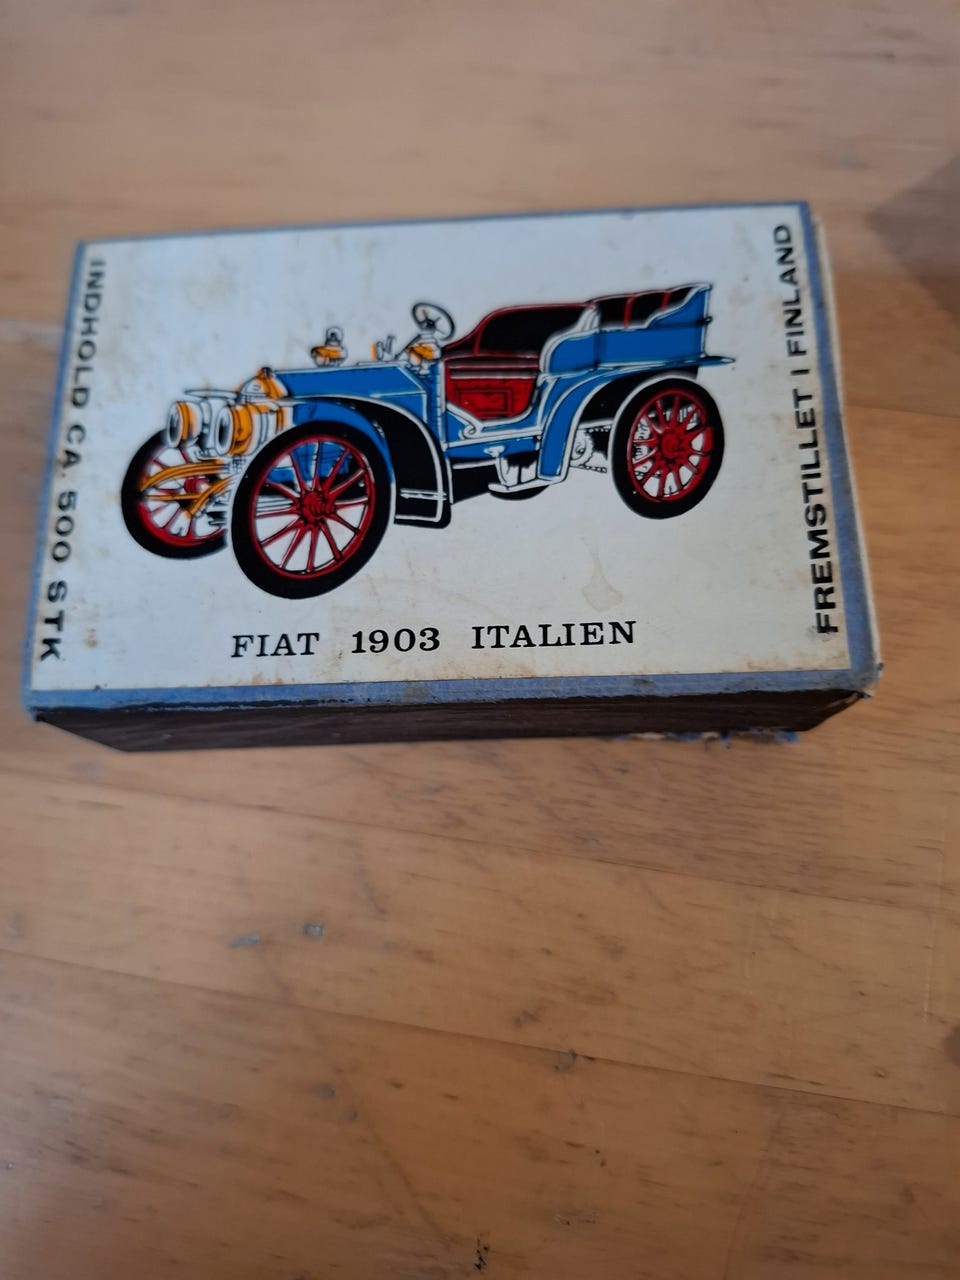 INDHOLD CA. 500 STK
FIAT 1903 ITALIEN
FREMSTILLET I FINLAND